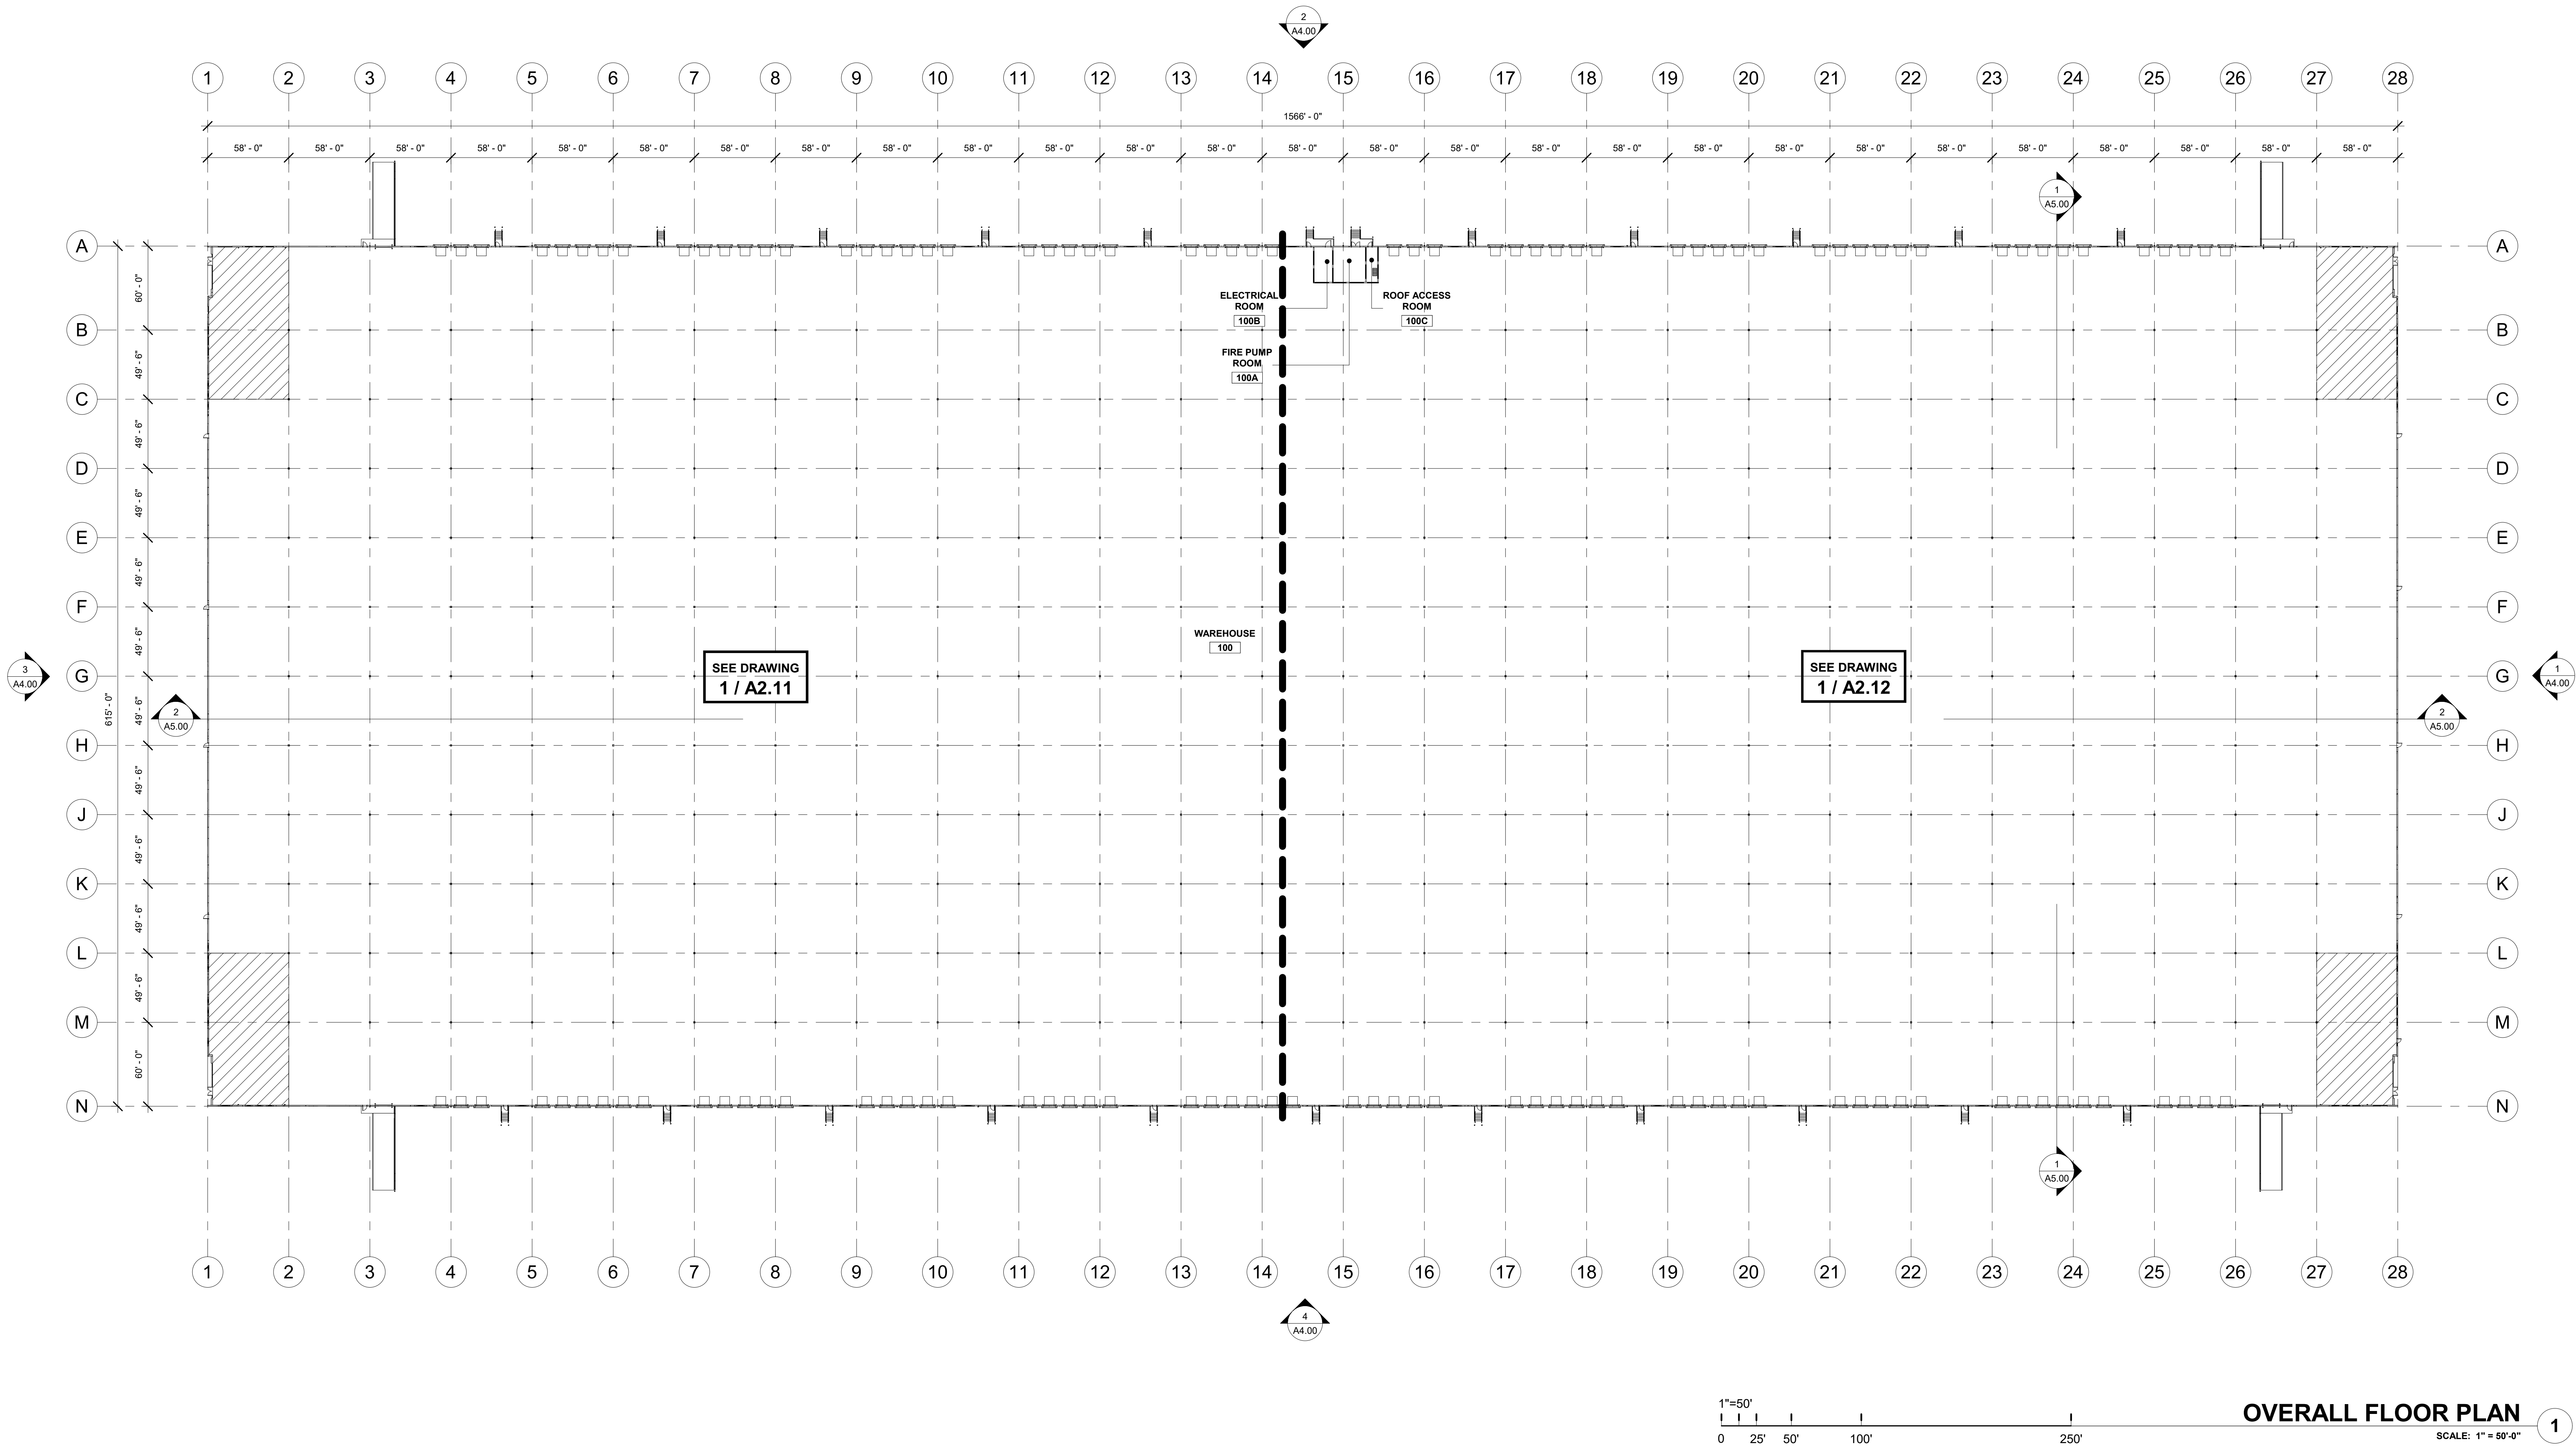 2
A4.00
1 2 3 4 5 6 7 8 9 10 11 12 13 14 15 16 17 18 19 20 21 22 23 24 25 26 27 28
1566' - 0"
58' - 0" 58' - 0" 58' - 0" 58' - 0" 58' - 0" 58' - 0" 58' - 0" 58' - 0" 58' - 0" 58' - 0" 58' - 0" 58' - 0" 58' - 0" 58' - 0" 58' - 0" 58' - 0" 58' - 0" 58' - 0" 58' - 0" 58' - 0" 58' - 0" 58' - 0" 58' - 0" 58' - 0" 58' - 0" 58' - 0" 58' - 0"
1
A5.00
A A
60' - 0"
ELECTRICAL
ROOM
100B
ROOF ACCESS
ROOM
100C
B B
FIRE PUMP
ROOM
100A
49' - 6"
C C
49' - 6"
D D
49' - 6"
E E
49' - 6"
F F
WAREHOUSE
100
49' - 6"
3
A4.00
G G
SEE DRAWING
1 / A2.11
SEE DRAWING
1 / A2.12
1
A4.00
615' - 0"
49' - 6"
2
A5.00
2
A5.00
H H
49' - 6"
J J
49' - 6"
K K
49' - 6"
L L
49' - 6"
M M
60' - 0"
N N
1
A5.00
1 2 3 4 5 6 7 8 9 10 11 12 13 14 15 16 17 18 19 20 21 22 23 24 25 26 27 28
4
A4.00
1"=50'
0 25' 50' 100' 250'
OVERALL FLOOR PLAN
SCALE: 1" = 50'-0"
1